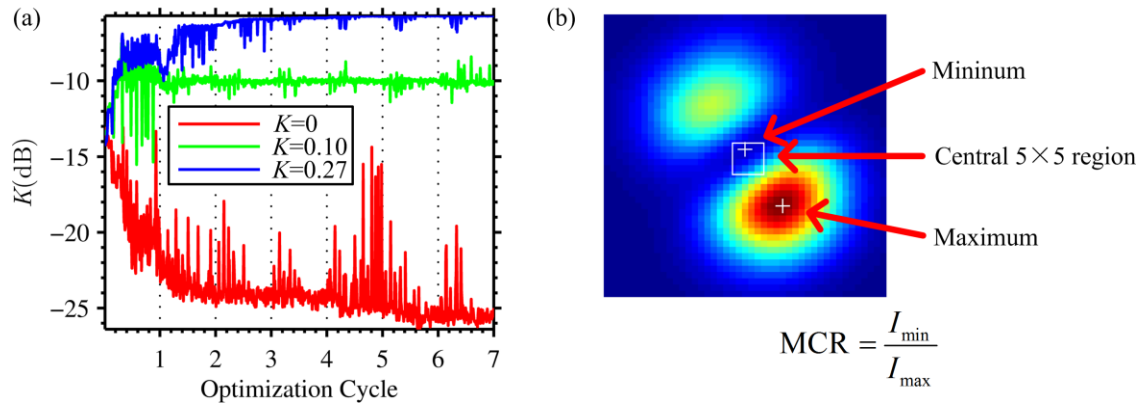 (a)
K(dB)
−10
−15
−20
−25
K=0
K=0.10
K=0.27
1 2 3 4 5 6 7
Optimization Cycle
(b)
Mininum
Central 5×5 region
Maximum
MCR = I_min / I_max